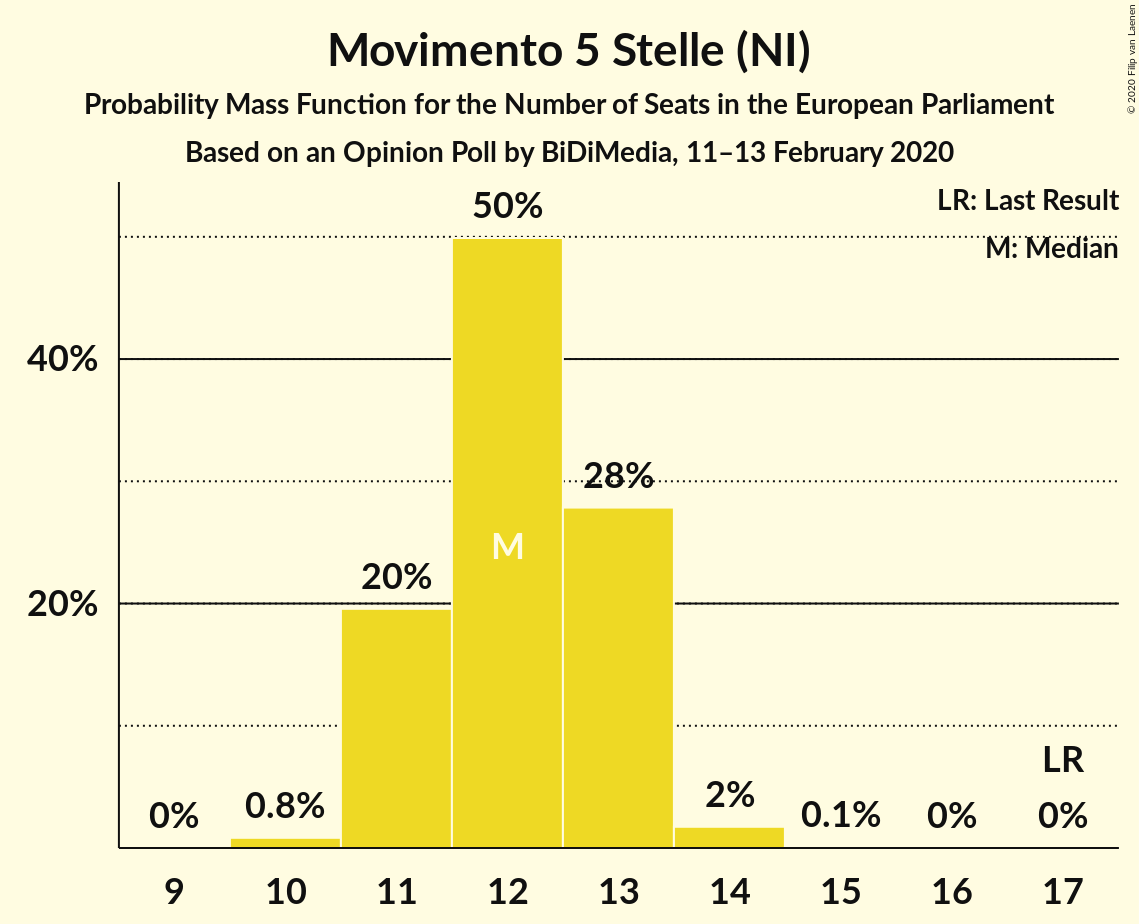 Movimento 5 Stelle (NI)
Probability Mass Function for the Number of Seats in the European Parliament
Based on an Opinion Poll by BiDiMedia, 11–13 February 2020
© 2020 Filip van Laenen
LR: Last Result
M: Median
50%
40%
28%
M
20%
20%
LR
0%
0.8%
2%
0.1%
0%
0%
9 10 11 12 13 14 15 16 17